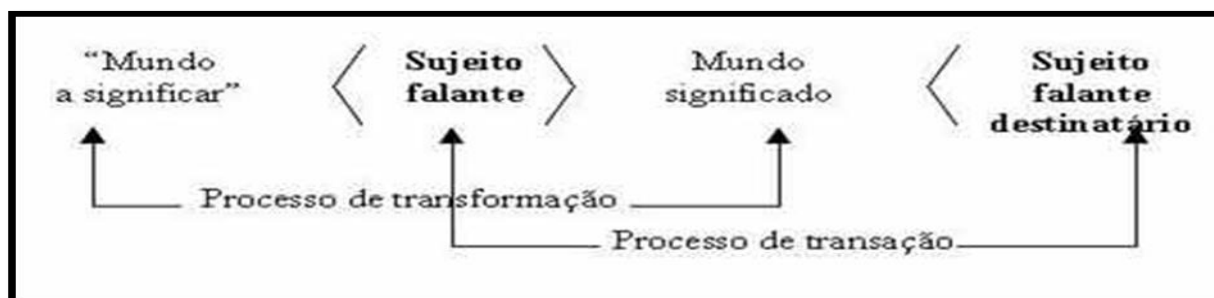 “Mundo
a significar”
Sujeito
falante
Mundo
significado
Sujeito
falante
destinatário
Processo de transformação
Processo de transação